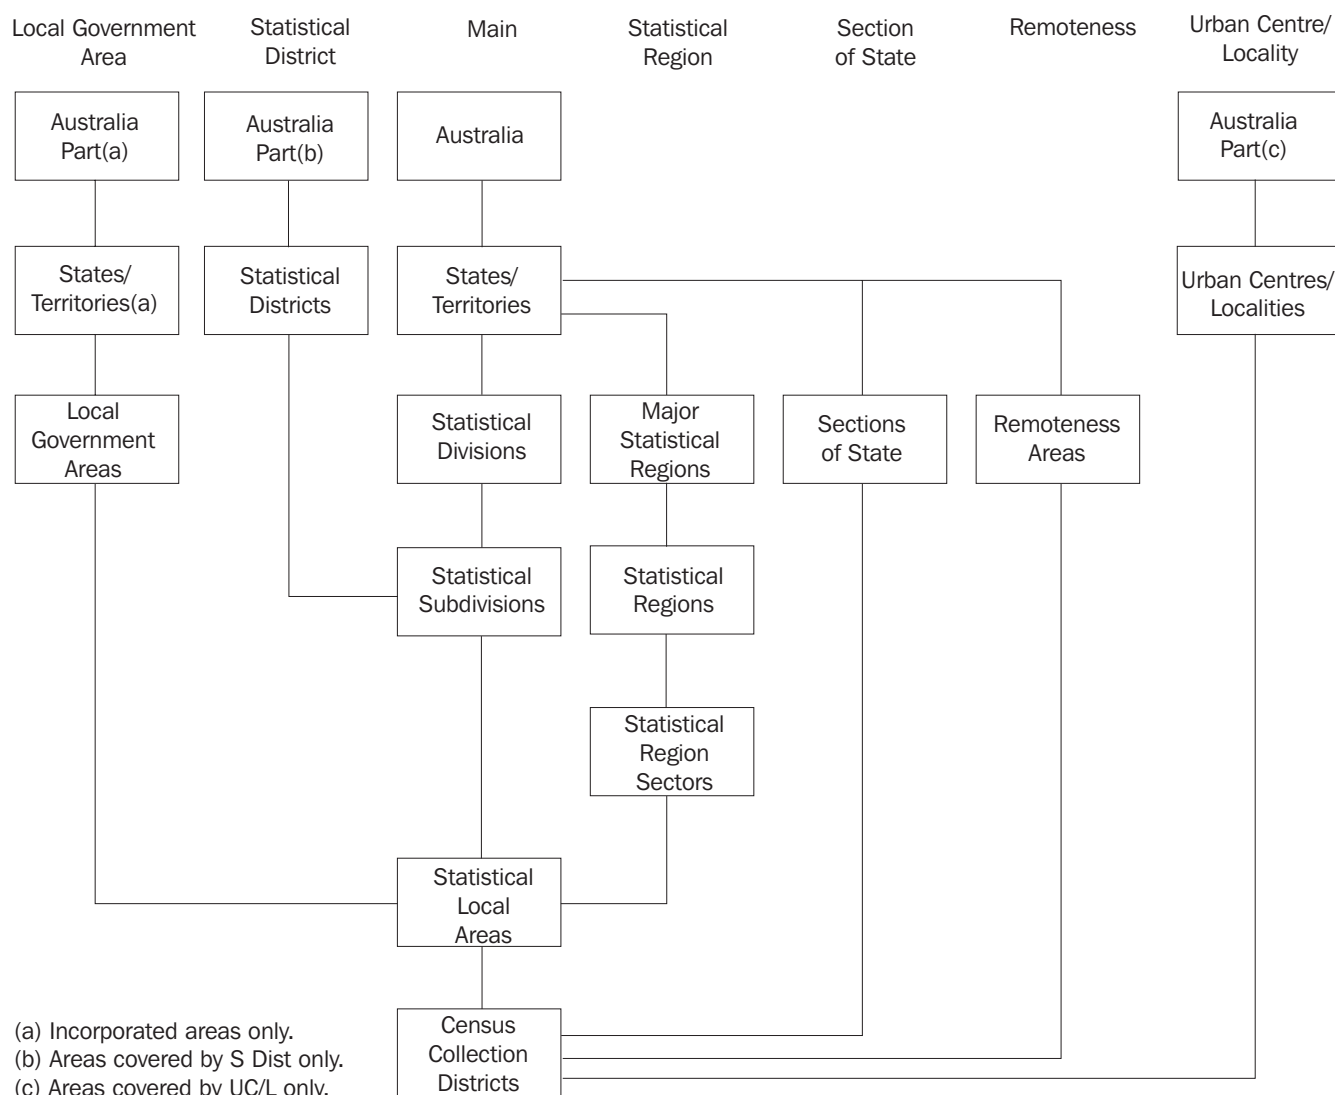 Local Government
Area
Statistical
District
Main
Statistical
Region
Section
of State
Remoteness
Urban Centre/
Locality
Australia
Part(a)
Australia
Part(b)
Australia
Australia
Part(c)
States/
Territories(a)
Statistical
Districts
States/
Territories
Urban Centres/
Localities
Local
Government
Areas
Statistical
Divisions
Major
Statistical
Regions
Sections
of State
Remoteness
Areas
Statistical
Subdivisions
Statistical
Regions
Statistical
Region
Sectors
Statistical
Local
Areas
Census
Collection
Districts
(a) Incorporated areas only.
(b) Areas covered by S Dist only.
(c) Areas covered by UC/L only.